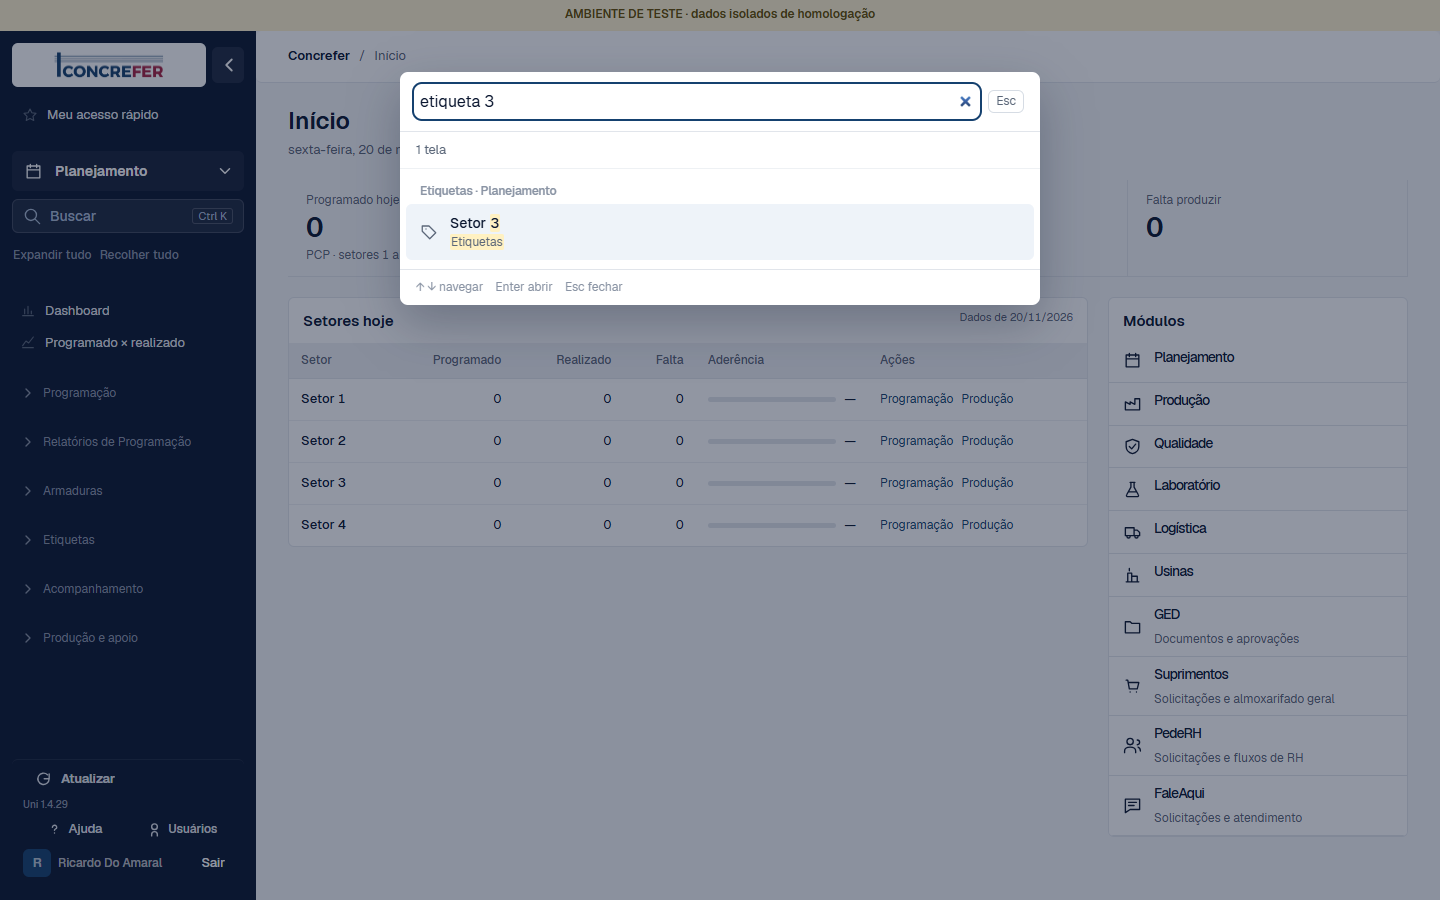 AMBIENTE DE TESTE · dados isolados de homologação
CONCREFER
Meu acesso rápido
Planejamento
Buscar
Ctrl K
Expandir tudo Recolher tudo
Dashboard
Programado × realizado
Programação
Relatórios de Programação
Armaduras
Etiquetas
Acompanhamento
Produção e apoio
Atualizar
Uni 1.4.29
? Ajuda
Usuários
R
Ricardo Do Amaral
Sair
Concrefer / Início
Início
sexta-feira, 20 de
Programado hoje
0
PCP · setores 1 a
Falta produzir
0
etiqueta 3
Esc
1 tela
Etiquetas · Planejamento
Setor 3
Etiquetas
↑↓ navegar Enter abrir Esc fechar
Setores hoje
Dados de 20/11/2026
Setor Programado Realizado Falta Aderência Ações
Setor 1 0 0 0 — Programação Produção
Setor 2 0 0 0 — Programação Produção
Setor 3 0 0 0 — Programação Produção
Setor 4 0 0 0 — Programação Produção
Módulos
Planejamento
Produção
Qualidade
Laboratório
Logística
Usinas
GED
Documentos e aprovações
Suprimentos
Solicitações e almoxarifado geral
PedeRH
Solicitações e fluxos de RH
FaleAqui
Solicitações e atendimento